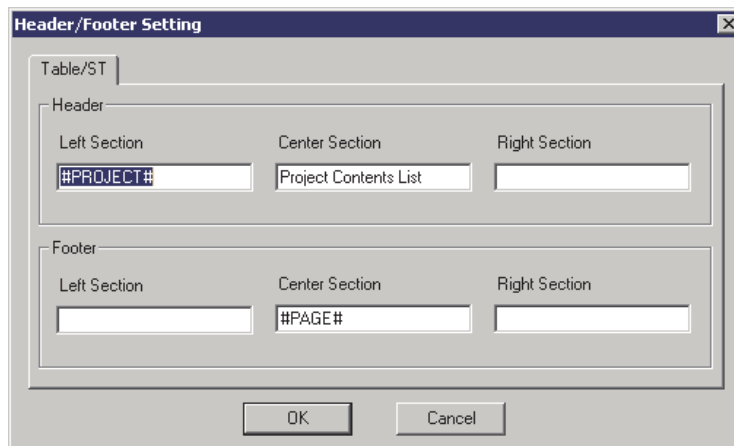 Header/Footer Setting
Table/ST
Header
Left Section Center Section Right Section
#PROJECT# Project Contents List
Footer
Left Section Center Section Right Section
#PAGE#
OK Cancel